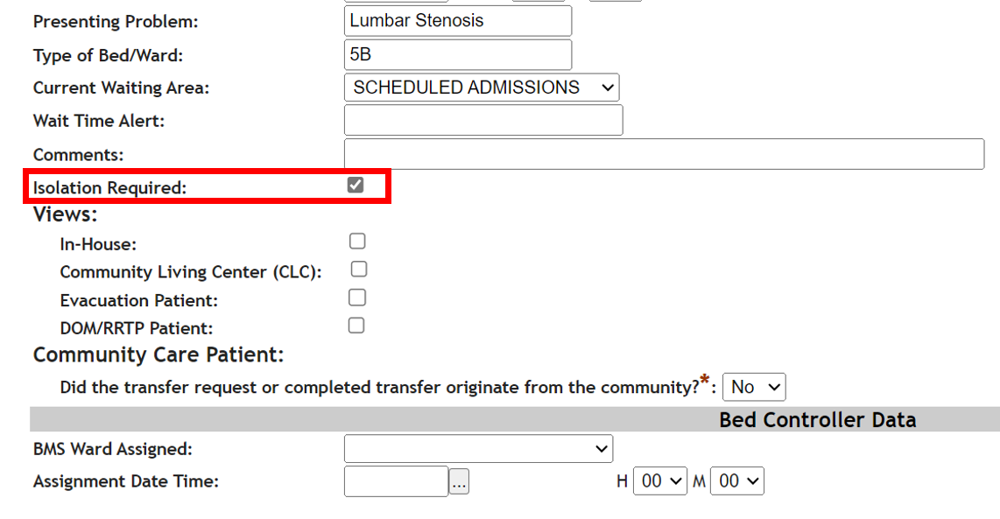 Presenting Problem: Lumbar Stenosis
Type of Bed/Ward: 5B
Current Waiting Area: SCHEDULED ADMISSIONS
Wait Time Alert:
Comments:
Isolation Required:
Views:
In-House:
Community Living Center (CLC):
Evacuation Patient:
DOM/RRTP Patient:
Community Care Patient:
Did the transfer request or completed transfer originate from the community?*: No
Bed Controller Data
BMS Ward Assigned:
Assignment Date Time: ... H 00 M 00